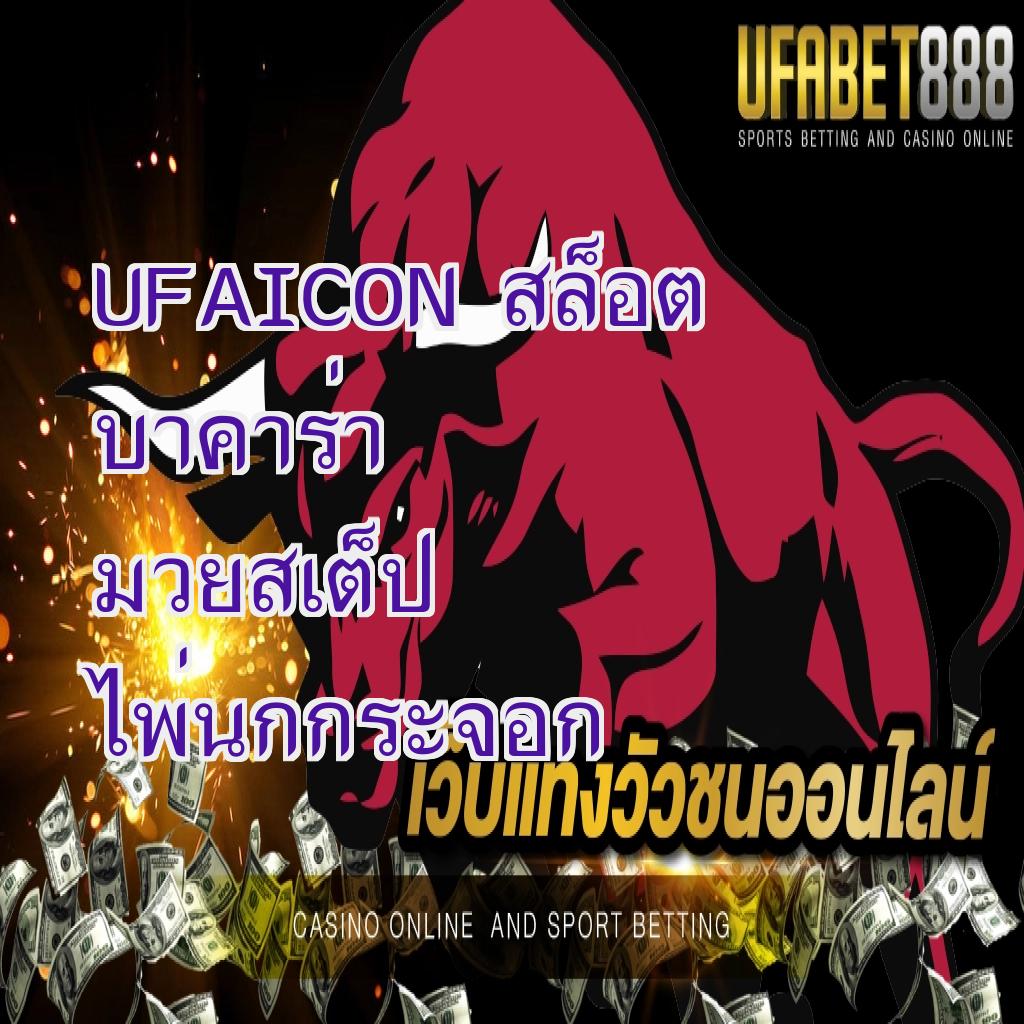 UFABET888
SPORTS BETTING AND CASINO ONLINE
UFAICON สล็อต
บาคาร่า
มวยสเต็ป
ไพ่นกกระจอก
เว็บแทงวัวชนออนไลน์
CASINO ONLINE AND SPORT BETTING